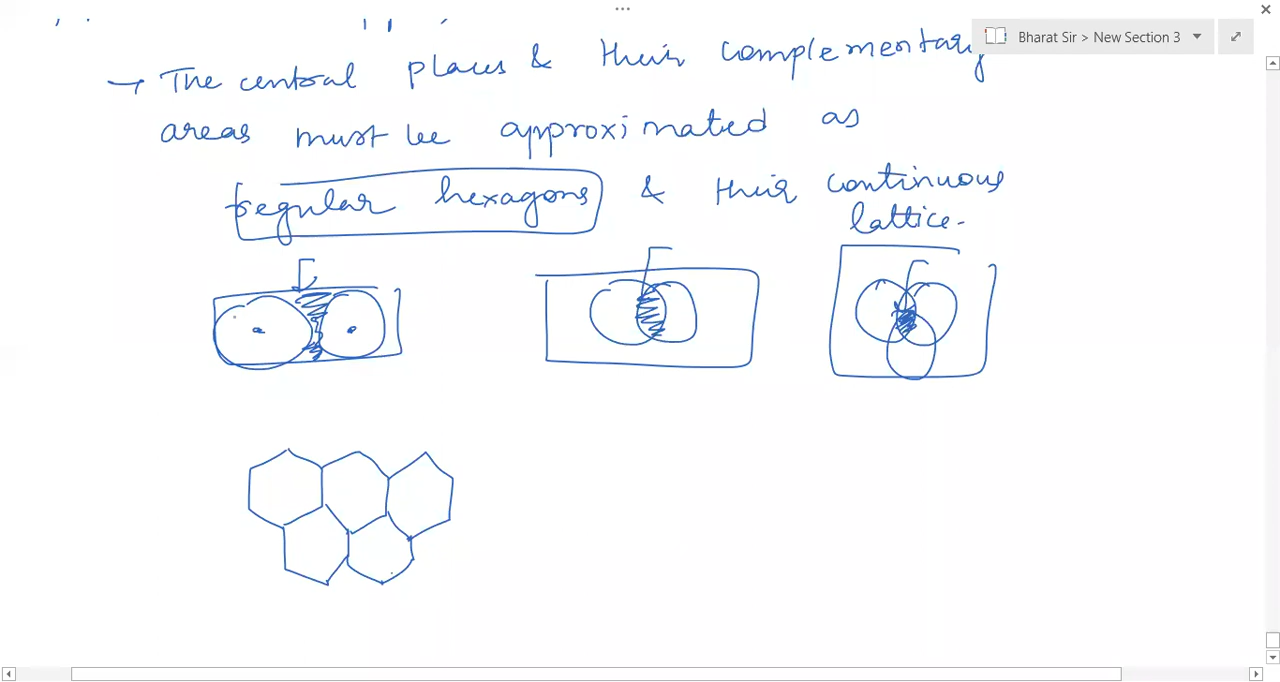 Bharat Sir > New Section 3
→ The central places & their complementary
areas must be approximated as
regular hexagons & their continuous
lattice.